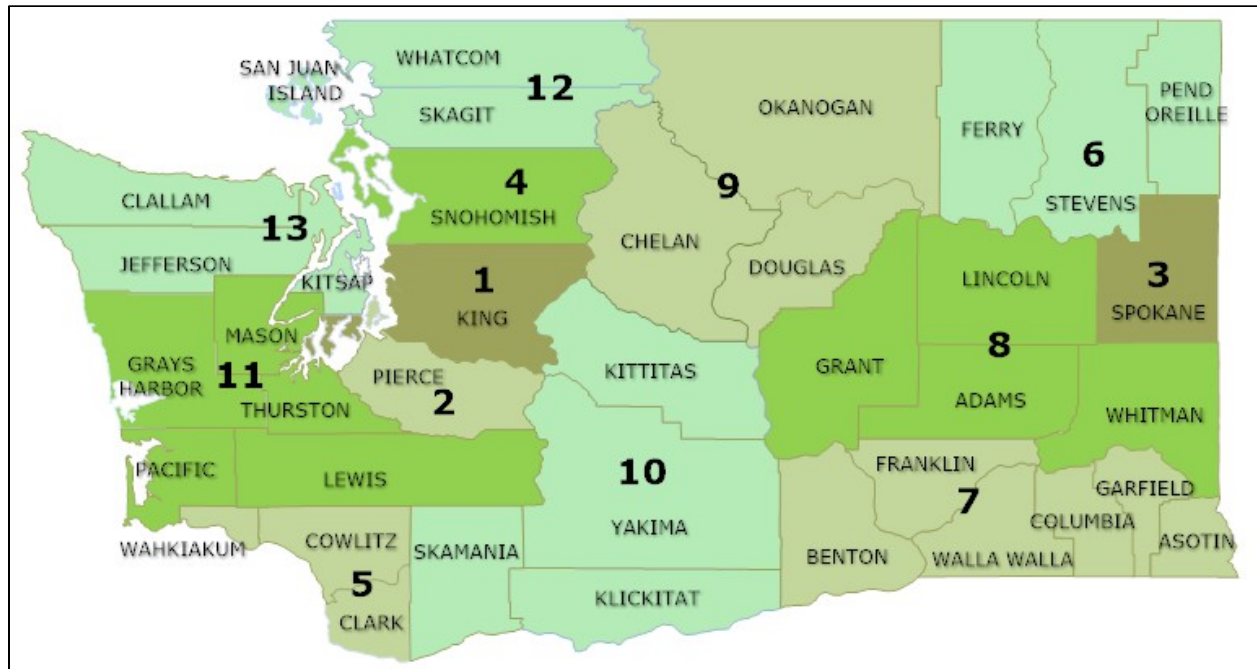 WHATCOM
SAN JUAN
ISLAND
12
SKAGIT
OKANOGAN
FERRY
PEND
OREILLE
6
STEVENS
4
SNOHOMISH
9
CLALLAM
13
JEFFERSON
KITSAP
CHELAN
DOUGLAS
LINCOLN
3
SPOKANE
1
KING
MASON
GRAYS
HARBOR
11
THURSTON
PIERCE
2
KITTITAS
GRANT
8
ADAMS
WHITMAN
PACIFIC
LEWIS
10
YAKIMA
FRANKLIN
7
GARFIELD
COLUMBIA
ASOTIN
WAHKIAKUM
COWLITZ
5
CLARK
SKAMANIA
BENTON
WALLA WALLA
KLICKITAT